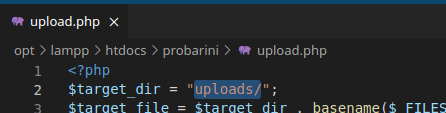 upload.php ×
opt > lampp > htdocs > probarini > upload.php
1 <?php
2 $target_dir = "uploads/";
3 $target_file = $target_dir . basename($_FILES